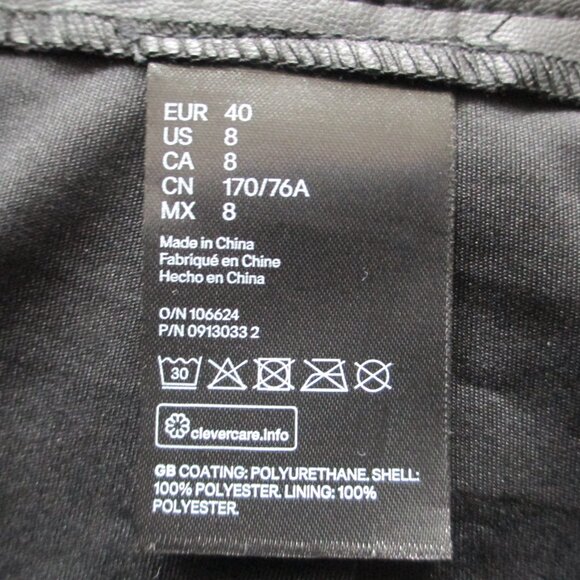 EUR 40
US 8
CA 8
CN 170/76A
MX 8
Made in China
Fabriqué en Chine
Hecho en China
O/N 106624
P/N 0913033 2
30
clevercare.info
GB COATING: POLYURETHANE. SHELL:
100% POLYESTER. LINING: 100%
POLYESTER.